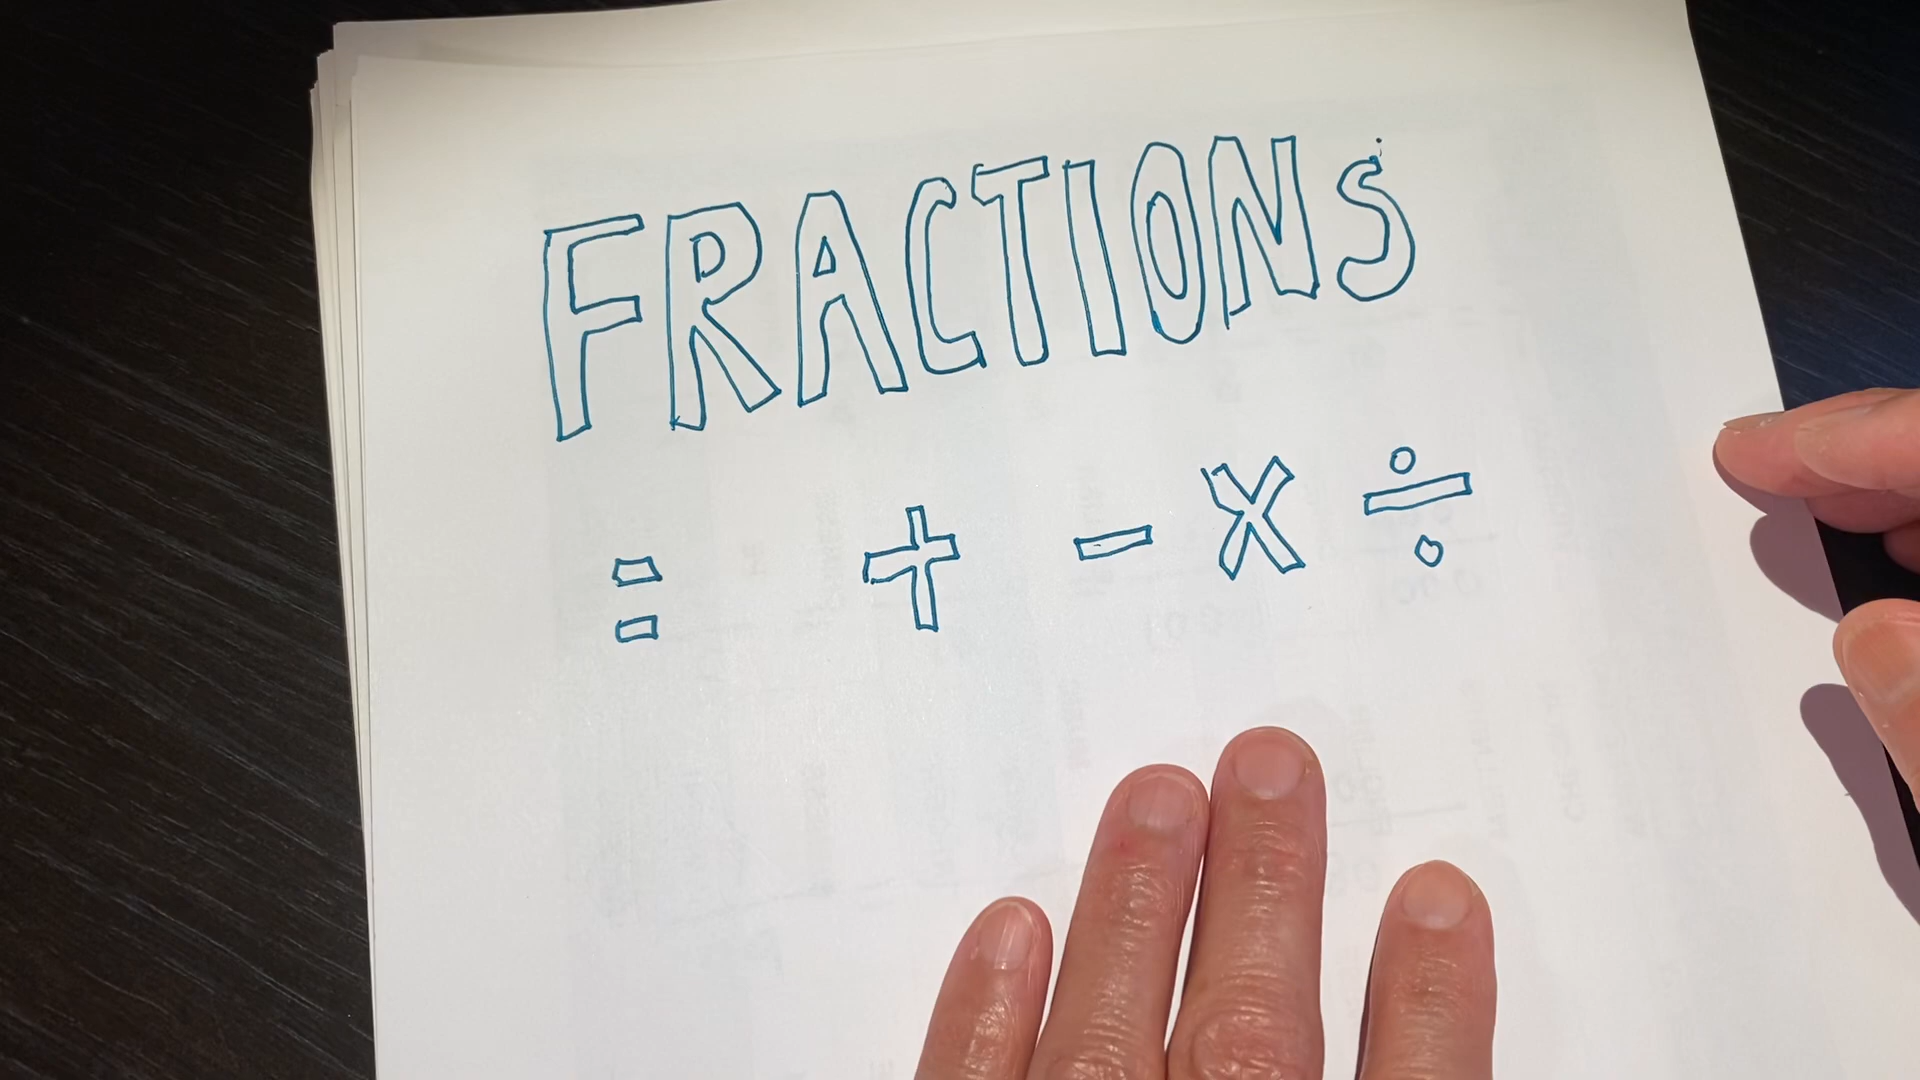 FRACTIONS
= + - X ÷